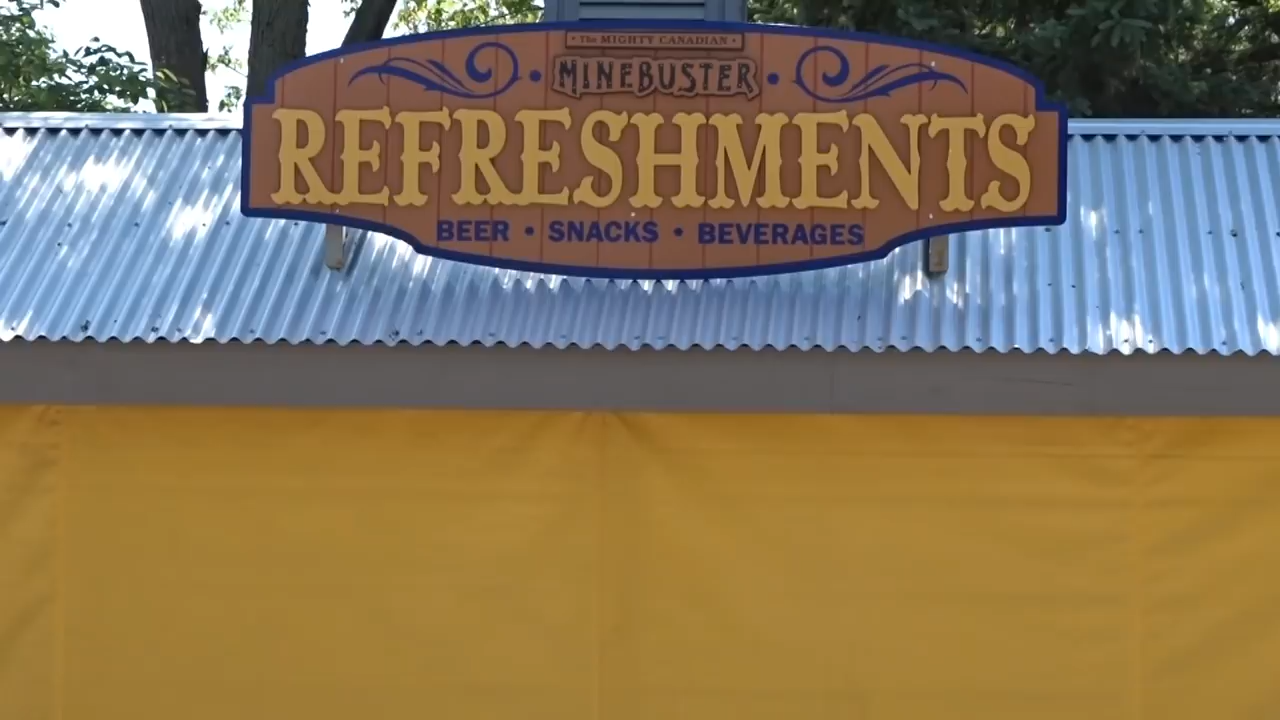 • The MIGHTY CANADIAN •
MINEBUSTER
REFRESHMENTS
BEER • SNACKS • BEVERAGES